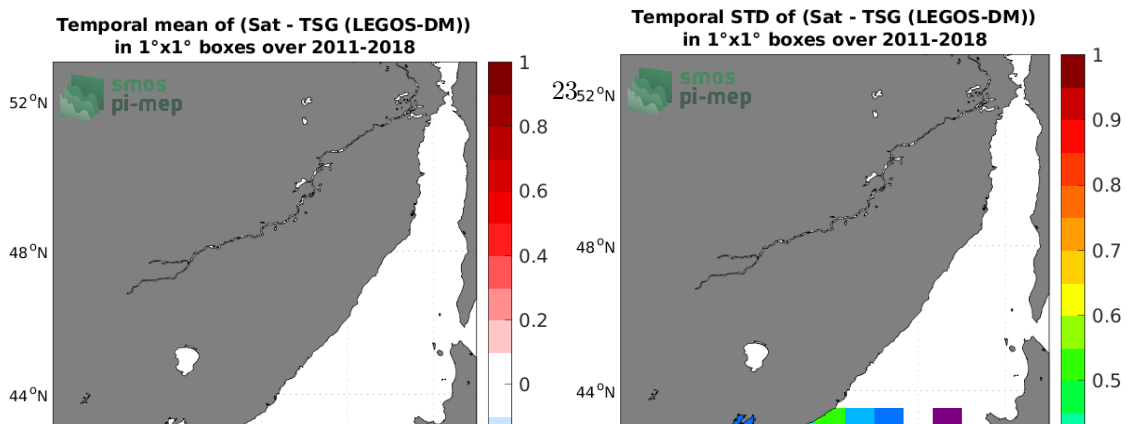 Temporal mean of (Sat - TSG (LEGOS-DM))
in 1°x1° boxes over 2011-2018
smos
pi-mep
52°N
48°N
44°N
1
0.8
0.6
0.4
0.2
0
23
Temporal STD of (Sat - TSG (LEGOS-DM))
in 1°x1° boxes over 2011-2018
smos
pi-mep
52°N
48°N
44°N
1
0.9
0.8
0.7
0.6
0.5